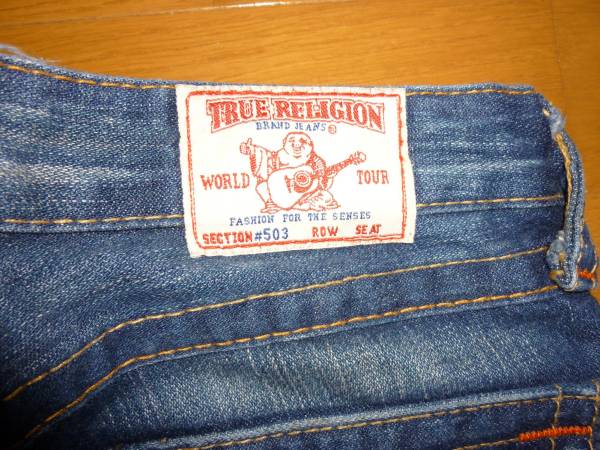 TRUE RELIGION
BRAND JEANS®
WORLD TOUR
FASHION FOR THE SENSES
SECTION #503 ROW SEAT